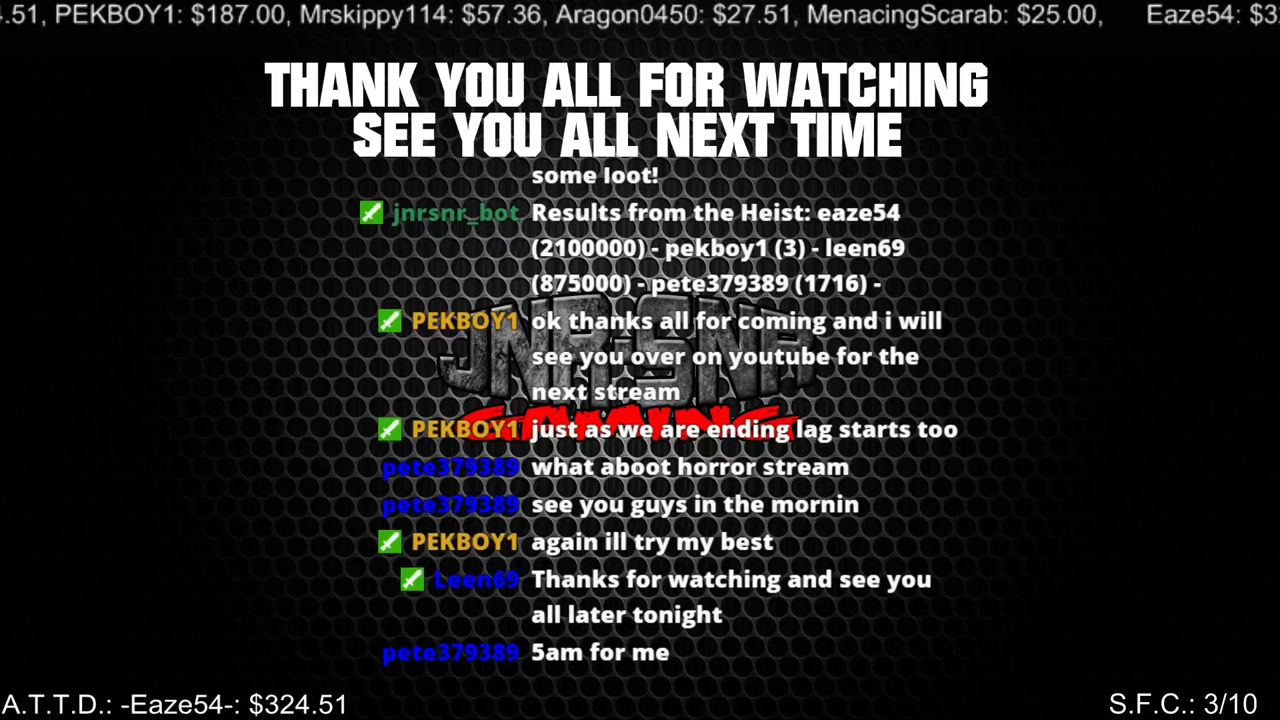 4.51, PEKBOY1: $187.00, Mrskippy114: $57.36, Aragon0450: $27.51, MenacingScarab: $25.00, Eaze54: $3
THANK YOU ALL FOR WATCHING
SEE YOU ALL NEXT TIME
some loot!
jnrsnr_bot Results from the Heist: eaze54
(2100000) - pekboy1 (3) - leen69
(875000) - pete379389 (1716) -
PEKBOY1 ok thanks all for coming and i will
see you over on youtube for the
next stream
JNR-SNR
GAMING
PEKBOY1 just as we are ending lag starts too
pete379389 what aboot horror stream
pete379389 see you guys in the mornin
PEKBOY1 again ill try my best
Leen69 Thanks for watching and see you
all later tonight
pete379389 5am for me
A.T.T.D.: -Eaze54-: $324.51
S.F.C.: 3/10